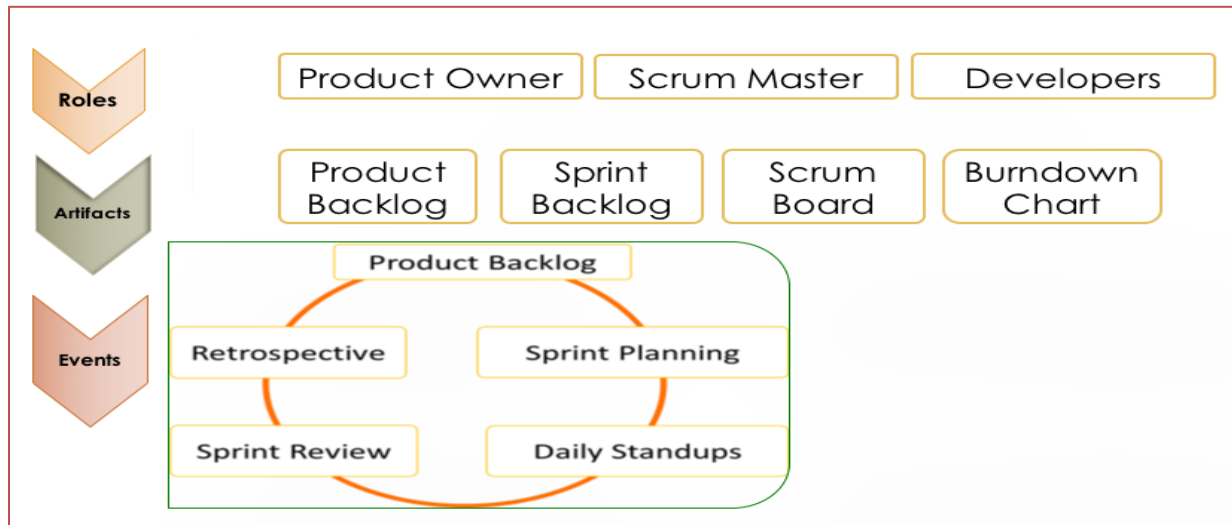 Roles
Product Owner
Scrum Master
Developers
Artifacts
Product
Backlog
Sprint
Backlog
Scrum
Board
Burndown
Chart
Events
Product Backlog
Retrospective
Sprint Planning
Sprint Review
Daily Standups